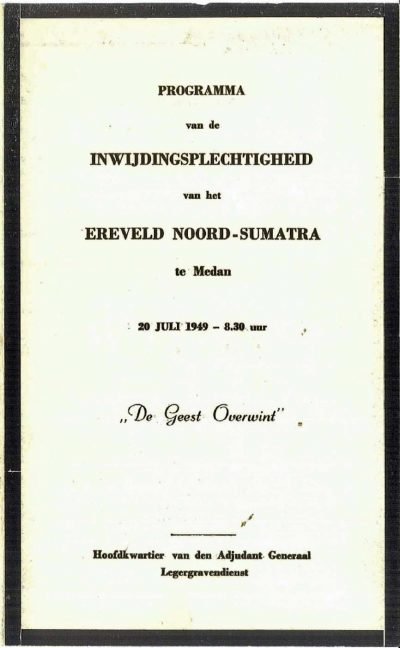 PROGRAMMA
van de
INWIJDINGSPLECHTIGHEID
van het
EREVELD NOORD-SUMATRA
te Medan
20 JULI 1949 – 8.30 uur
„De Geest Overwint”
Hoofdkwartier van den Adjudant Generaal
Legergravendienst